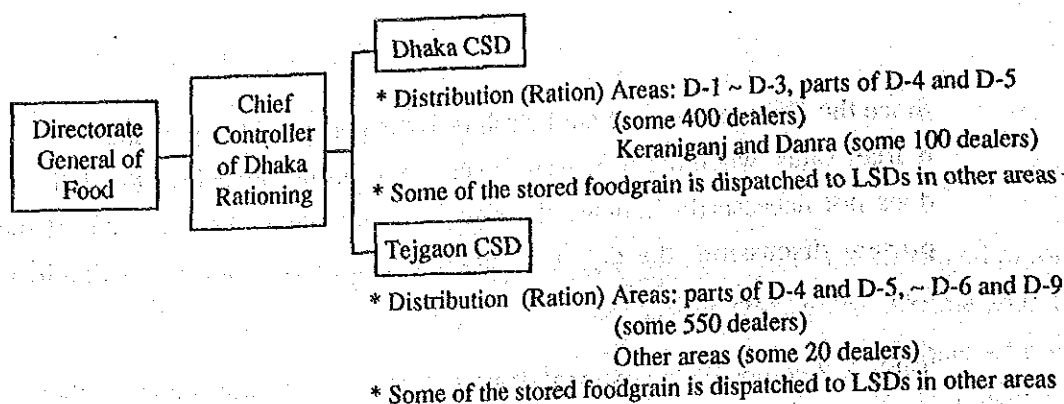 Directorate
General of
Food
Chief
Controller
of Dhaka
Rationing
Dhaka CSD
* Distribution (Ration) Areas: D-1 ~ D-3, parts of D-4 and D-5
(some 400 dealers)
Keraniganj and Danra (some 100 dealers)
* Some of the stored foodgrain is dispatched to LSDs in other areas
Tejgaon CSD
* Distribution (Ration) Areas: parts of D-4 and D-5, ~ D-6 and D-9
(some 550 dealers)
Other areas (some 20 dealers)
* Some of the stored foodgrain is dispatched to LSDs in other areas